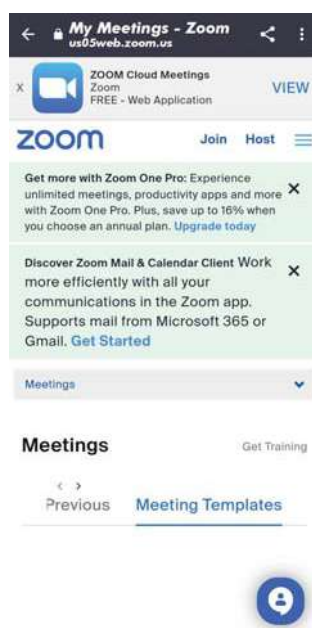 My Meetings - Zoom
us05web.zoom.us
x
ZOOM Cloud Meetings
Zoom
FREE - Web Application
VIEW
zoom
Join Host
Get more with Zoom One Pro: Experience
unlimited meetings, productivity apps and more
with Zoom One Pro. Plus, save up to 16% when
you choose an annual plan. Upgrade today
Discover Zoom Mail & Calendar Client Work
more efficiently with all your
communications in the Zoom app.
Supports mail from Microsoft 365 or
Gmail. Get Started
Meetings
Meetings
Get Training
Previous Meeting Templates